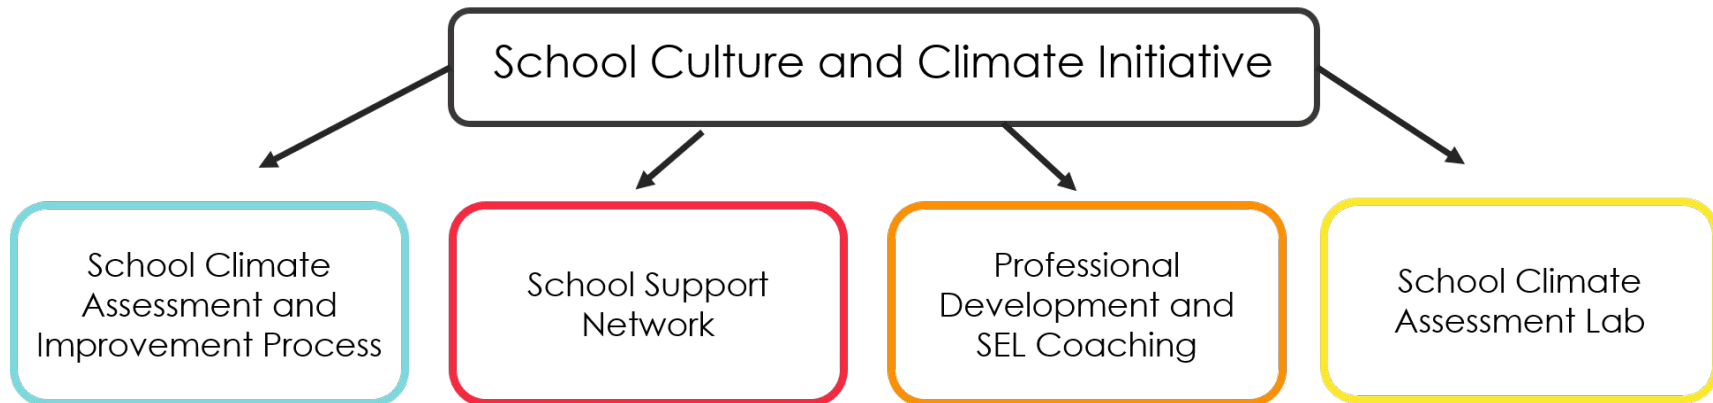 School Culture and Climate Initiative
School Climate
Assessment and
Improvement Process
School Support
Network
Professional
Development and
SEL Coaching
School Climate
Assessment Lab